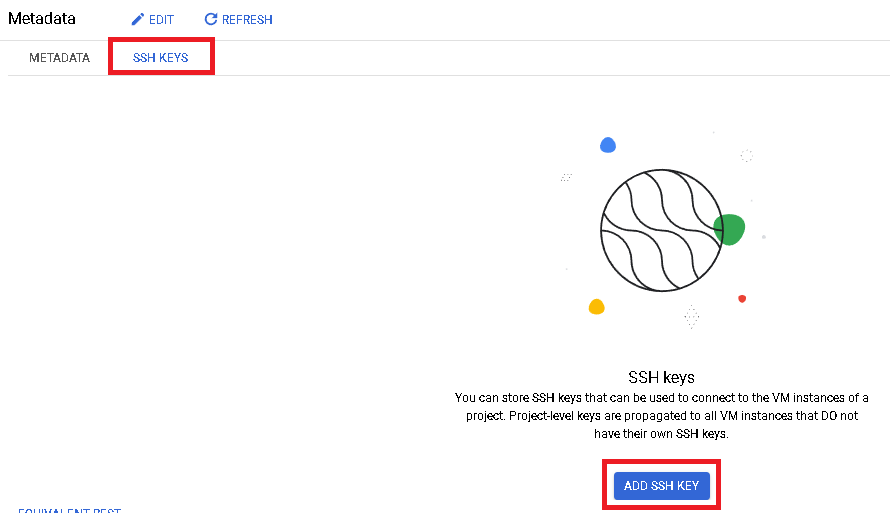 Metadata
EDIT
REFRESH
METADATA
SSH KEYS
SSH keys
You can store SSH keys that can be used to connect to the VM instances of a
project. Project-level keys are propagated to all VM instances that DO not
have their own SSH keys.
ADD SSH KEY
EQUIVALENT REST